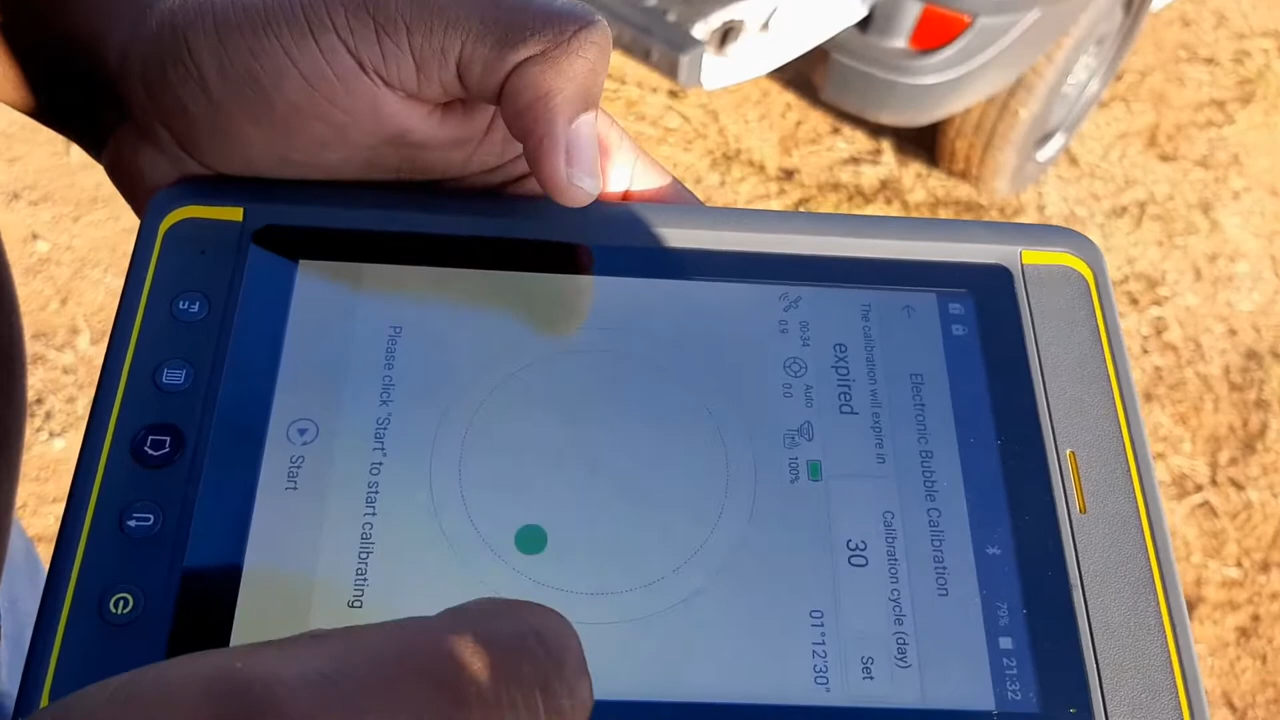 79% 21:32
Electronic Bubble Calibration
The calibration will expire in
expired
Calibration cycle (day)
30
Set
00:34
0.9
Auto
0.0
100%
01°12'30"
Please click "Start" to start calibrating
Start